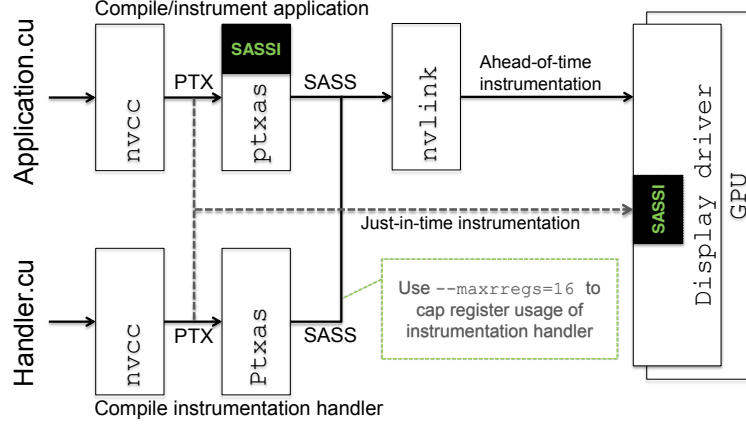 Compile/instrument application
Application.cu
nvcc
PTX
SASSI
ptxas
SASS
nvlink
Ahead-of-time
instrumentation
Just-in-time instrumentation
SASSI
Display driver
GPU
Handler.cu
nvcc
PTX
Ptxas
SASS
Use --maxrregs=16 to
cap register usage of
instrumentation handler
Compile instrumentation handler